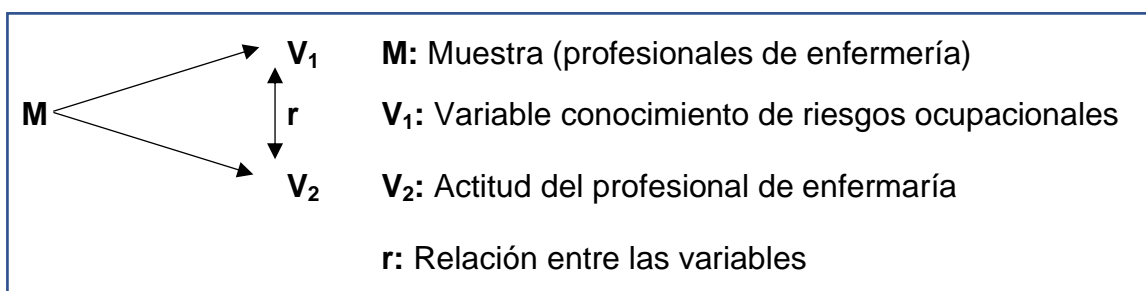 V₁ M: Muestra (profesionales de enfermería)
M r V₁: Variable conocimiento de riesgos ocupacionales
V₂ V₂: Actitud del profesional de enfermaría
r: Relación entre las variables